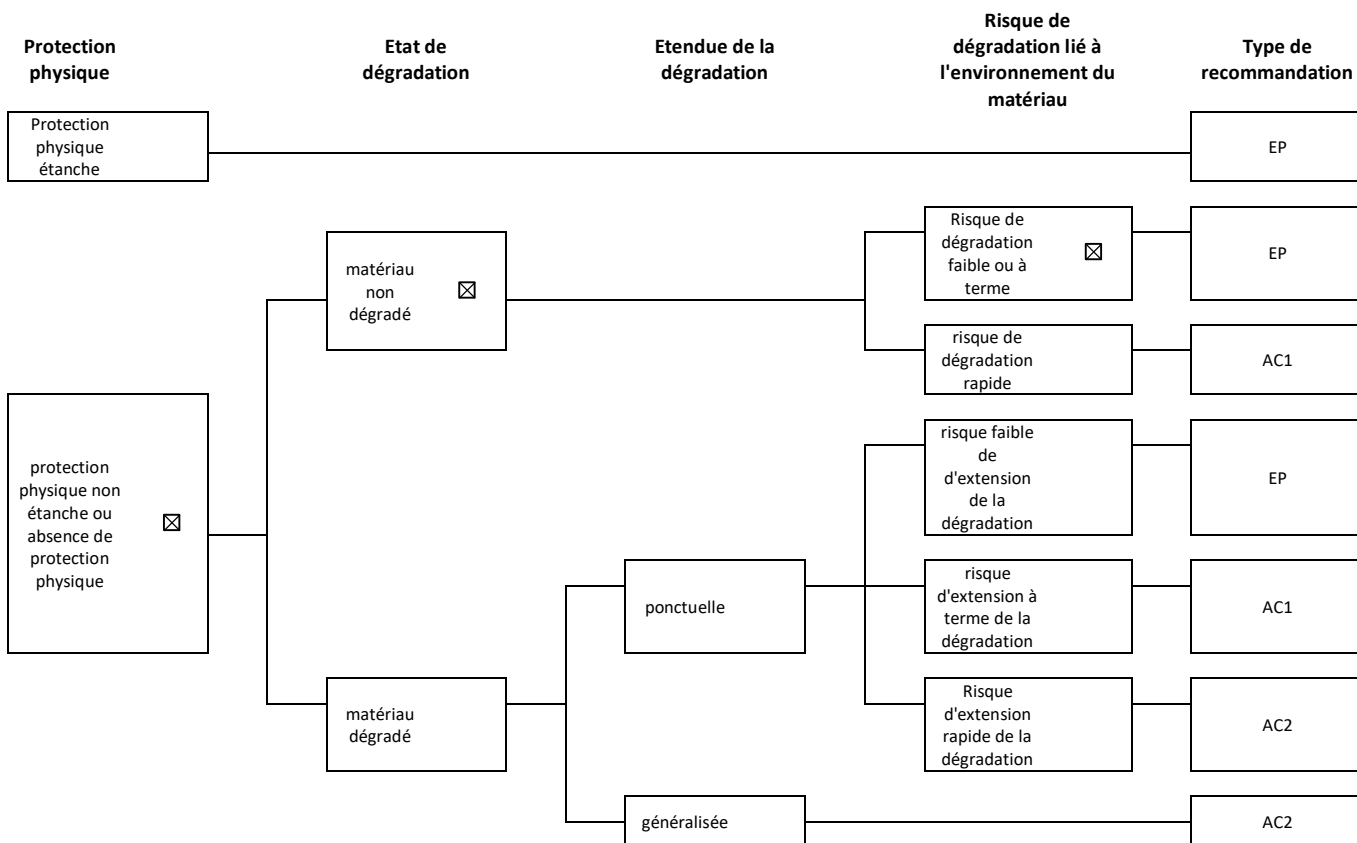 Protection
physique
Etat de
dégradation
Etendue de la
dégradation
Risque de
dégradation lié à
l'environnement du
matériau
Type de
recommandation
Protection
physique
étanche
EP
matériau
non
dégradé
☒
Risque de
dégradation
faible ou à
terme
☒
EP
risque de
dégradation
rapide
AC1
protection
physique non
étanche ou
absence de
protection
physique
☒
risque faible
de
d'extension
de la
dégradation
EP
ponctuelle
risque
d'extension à
terme de la
dégradation
AC1
matériau
dégradé
Risque
d'extension
rapide de la
dégradation
AC2
généralisée
AC2